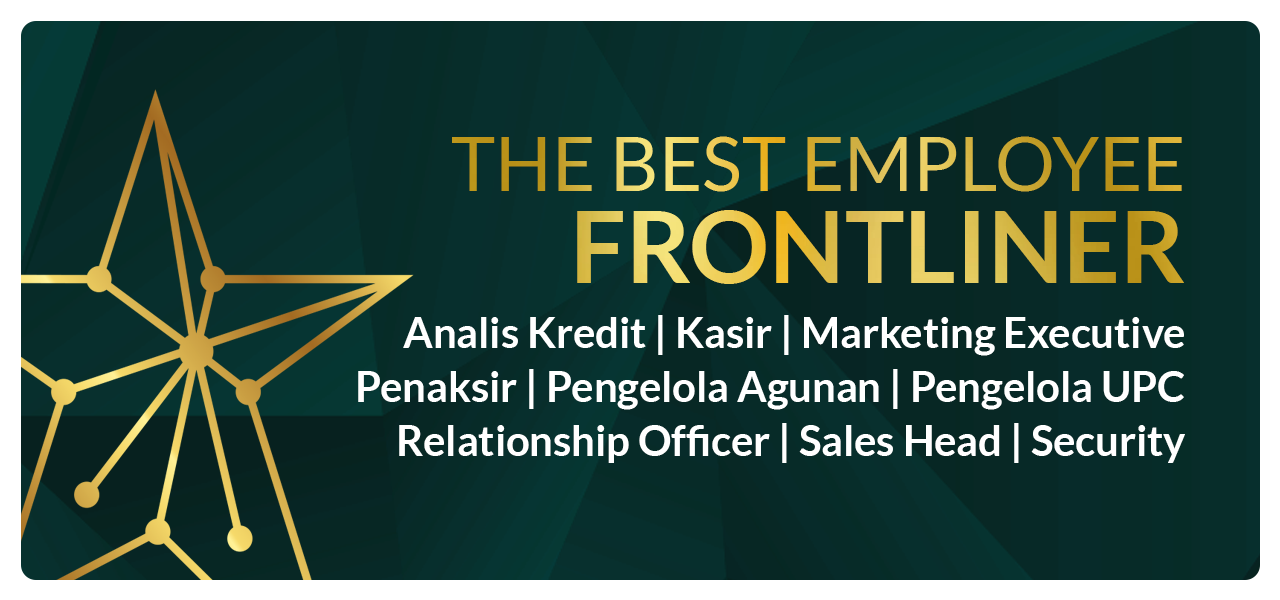 THE BEST EMPLOYEE
FRONTLINER
Analis Kredit | Kasir | Marketing Executive
Penaksir | Pengelola Agunan | Pengelola UPC
Relationship Officer | Sales Head | Security